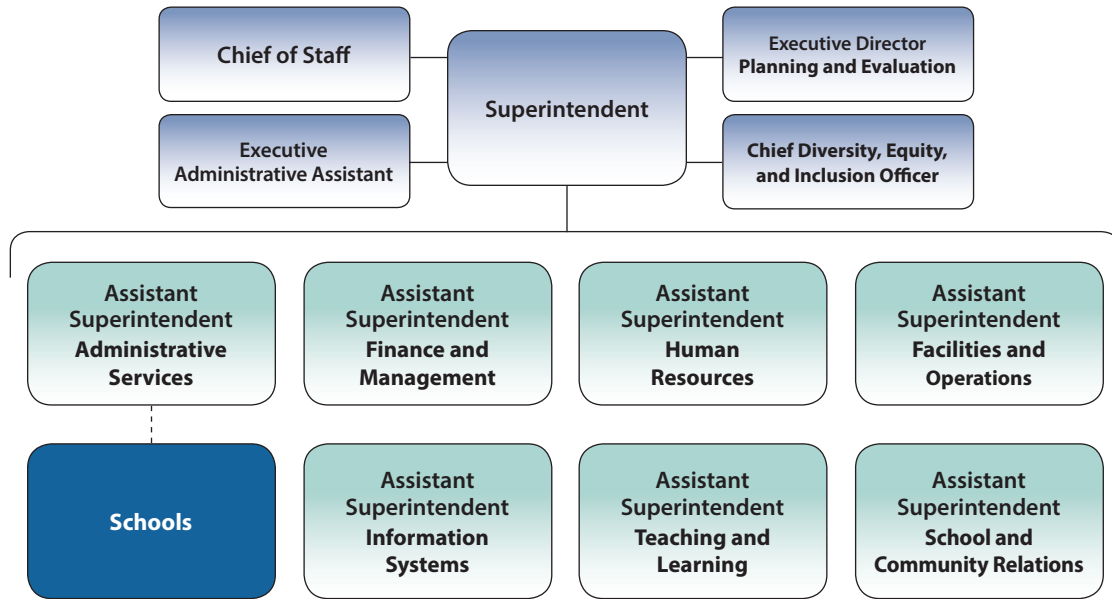 Chief of Staff
Superintendent
Executive Director
Planning and Evaluation
Executive
Administrative Assistant
Chief Diversity, Equity,
and Inclusion Officer
Assistant
Superintendent
Administrative
Services
Assistant
Superintendent
Finance and
Management
Assistant
Superintendent
Human
Resources
Assistant
Superintendent
Facilities and
Operations
Schools
Assistant
Superintendent
Information
Systems
Assistant
Superintendent
Teaching and
Learning
Assistant
Superintendent
School and
Community Relations